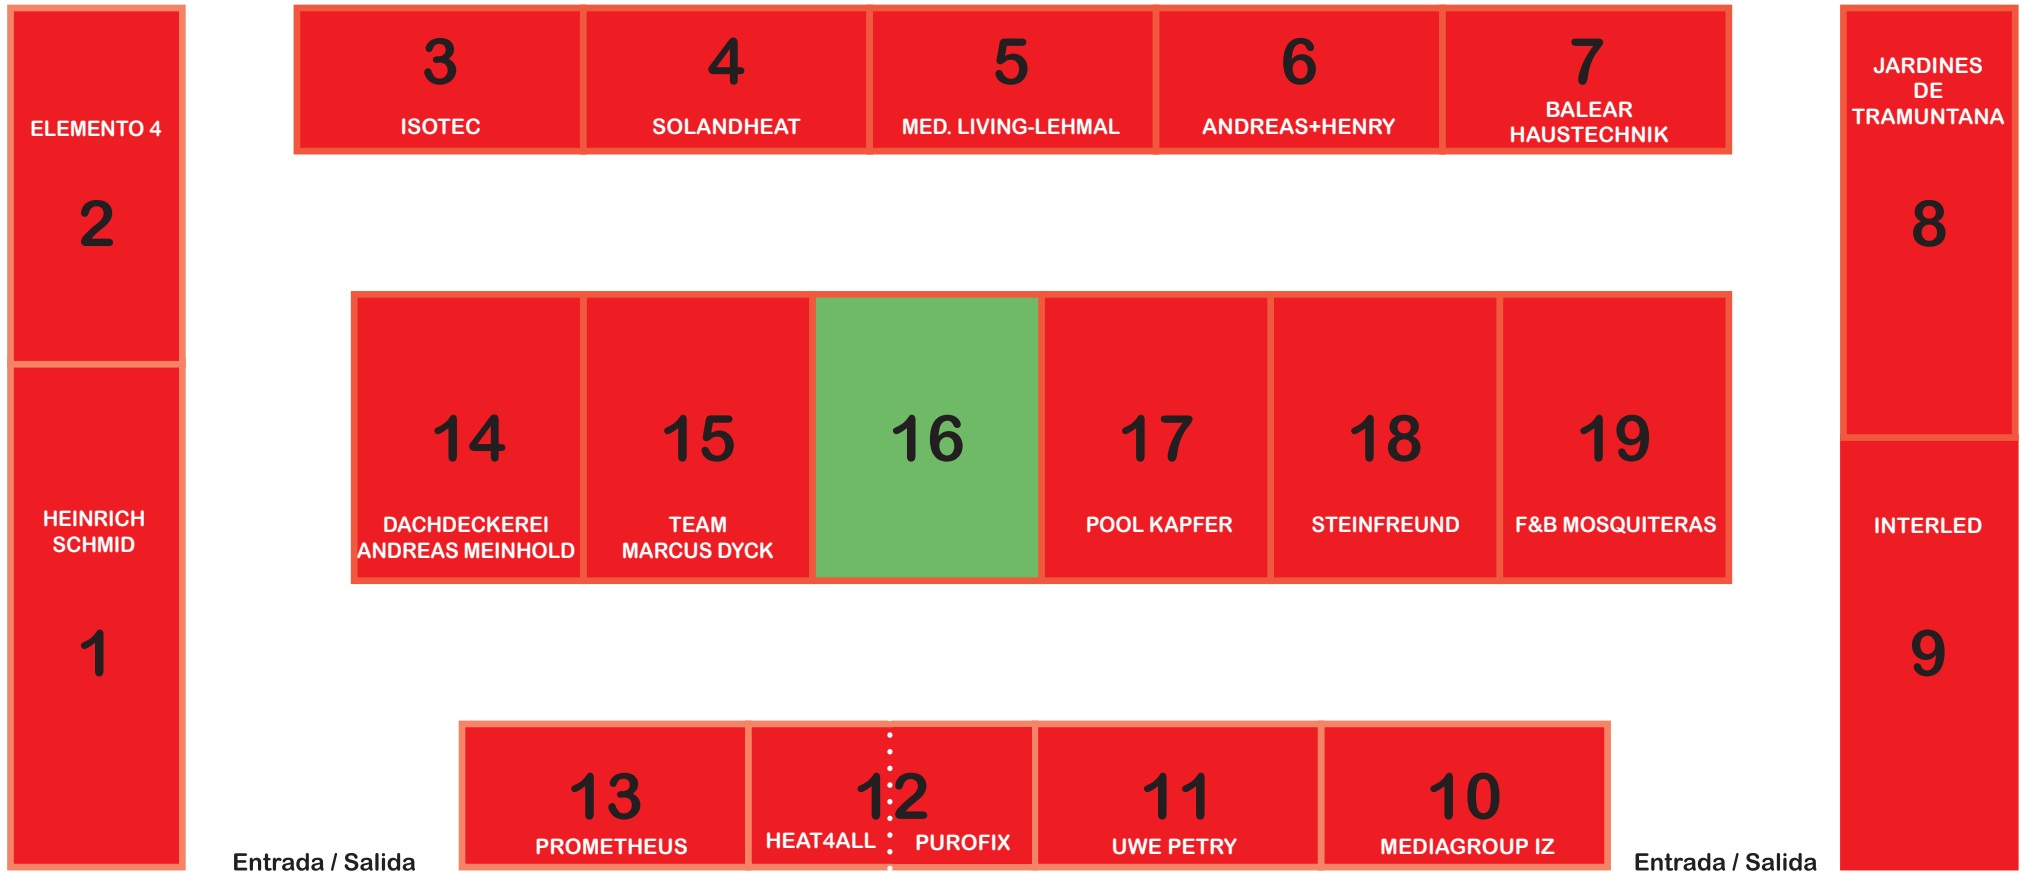 ELEMENTO 4
2
HEINRICH
SCHMID
1
3
ISOTEC
4
SOLANDHEAT
5
MED. LIVING-LEHMAL
6
ANDREAS+HENRY
7
BALEAR
HAUSTECHNIK
JARDINES
DE
TRAMUNTANA
8
14
DACHDECKEREI
ANDREAS MEINHOLD
15
TEAM
MARCUS DYCK
16
17
POOL KAPFER
18
STEINFREUND
19
F&B MOSQUITERAS
INTERLED
9
13
PROMETHEUS
12
HEAT4ALL
PUROFIX
11
UWE PETRY
10
MEDIAGROUP IZ
Entrada / Salida
Entrada / Salida